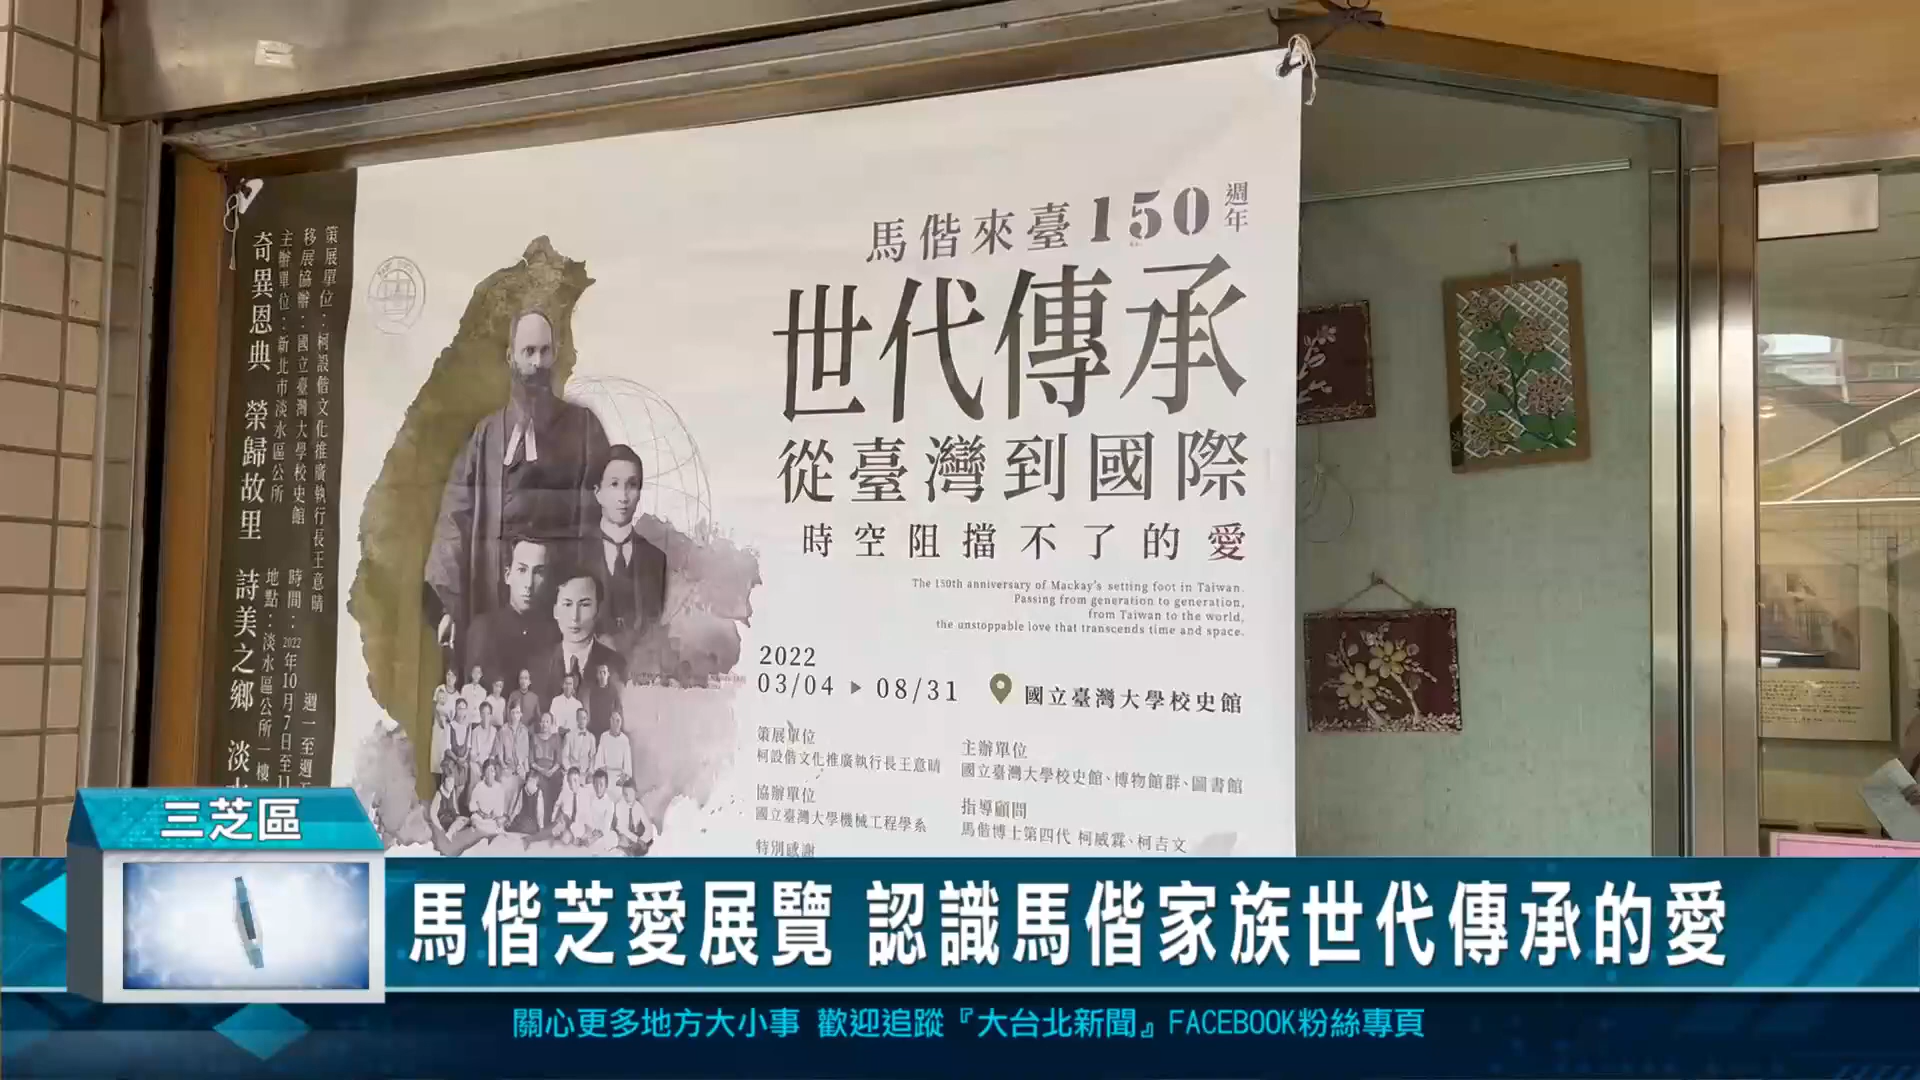 馬偕來臺150週年
世代傳承
從臺灣到國際
時空阻擋不了的愛
The 150th anniversary of Mackay's setting foot in Taiwan.
Passing from generation to generation,
from Taiwan to the world,
the unstoppable love that transcends time and space.
2022
03/04 ▶ 08/31 國立臺灣大學校史館
策展單位
柯設偕文化推廣執行長王意晴
主辦單位
國立臺灣大學校史館、博物館群、圖書館
協辦單位
國立臺灣大學機械工程學系
指導顧問
馬偕博士第四代 柯威霖、柯吉文
特別感謝
策展單位:柯設偕文化推廣執行長王意晴
移展協辦:國立臺灣大學校史館
主辦單位:新北市淡水區公所
時間:2022年10月7日至11
週一至週
地點:淡水區公所一樓
奇異恩典 榮歸故里 詩美之鄉 淡
三芝區
馬偕芝愛展覽 認識馬偕家族世代傳承的愛
關心更多地方大小事 歡迎追蹤『大台北新聞』FACEBOOK粉絲專頁